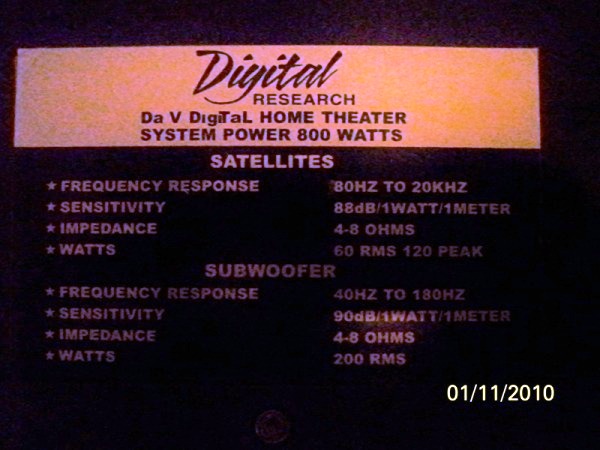 Digital
RESEARCH
Da V DigiTaL HOME THEATER
SYSTEM POWER 800 WATTS
SATELLITES
★ FREQUENCY RESPONSE 80HZ TO 20KHZ
★ SENSITIVITY 88dB/1WATT/1METER
★ IMPEDANCE 4-8 OHMS
★ WATTS 60 RMS 120 PEAK
SUBWOOFER
★ FREQUENCY RESPONSE 40HZ TO 180HZ
★ SENSITIVITY 90dB/1WATT/1METER
★ IMPEDANCE 4-8 OHMS
★ WATTS 200 RMS
01/11/2010